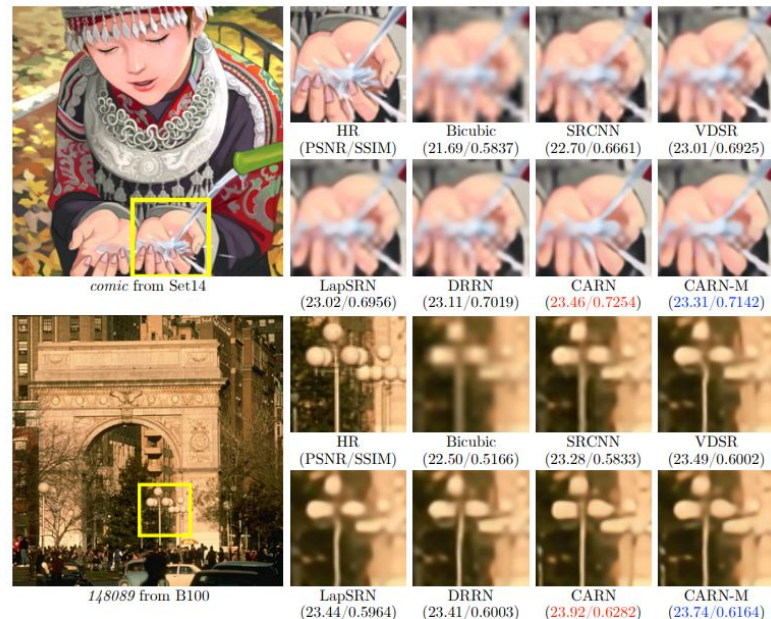 HR Bicubic SRCNN VDSR
(PSNR/SSIM) (21.69/0.5837) (22.70/0.6661) (23.01/0.6925)
LapSRN DRRN CARN CARN-M
comic from Set14 (23.02/0.6956) (23.11/0.7019) (23.46/0.7254) (23.31/0.7142)
HR Bicubic SRCNN VDSR
(PSNR/SSIM) (22.50/0.5166) (23.28/0.5833) (23.49/0.6002)
LapSRN DRRN CARN CARN-M
148089 from B100 (23.44/0.5964) (23.41/0.6003) (23.92/0.6282) (23.74/0.6164)